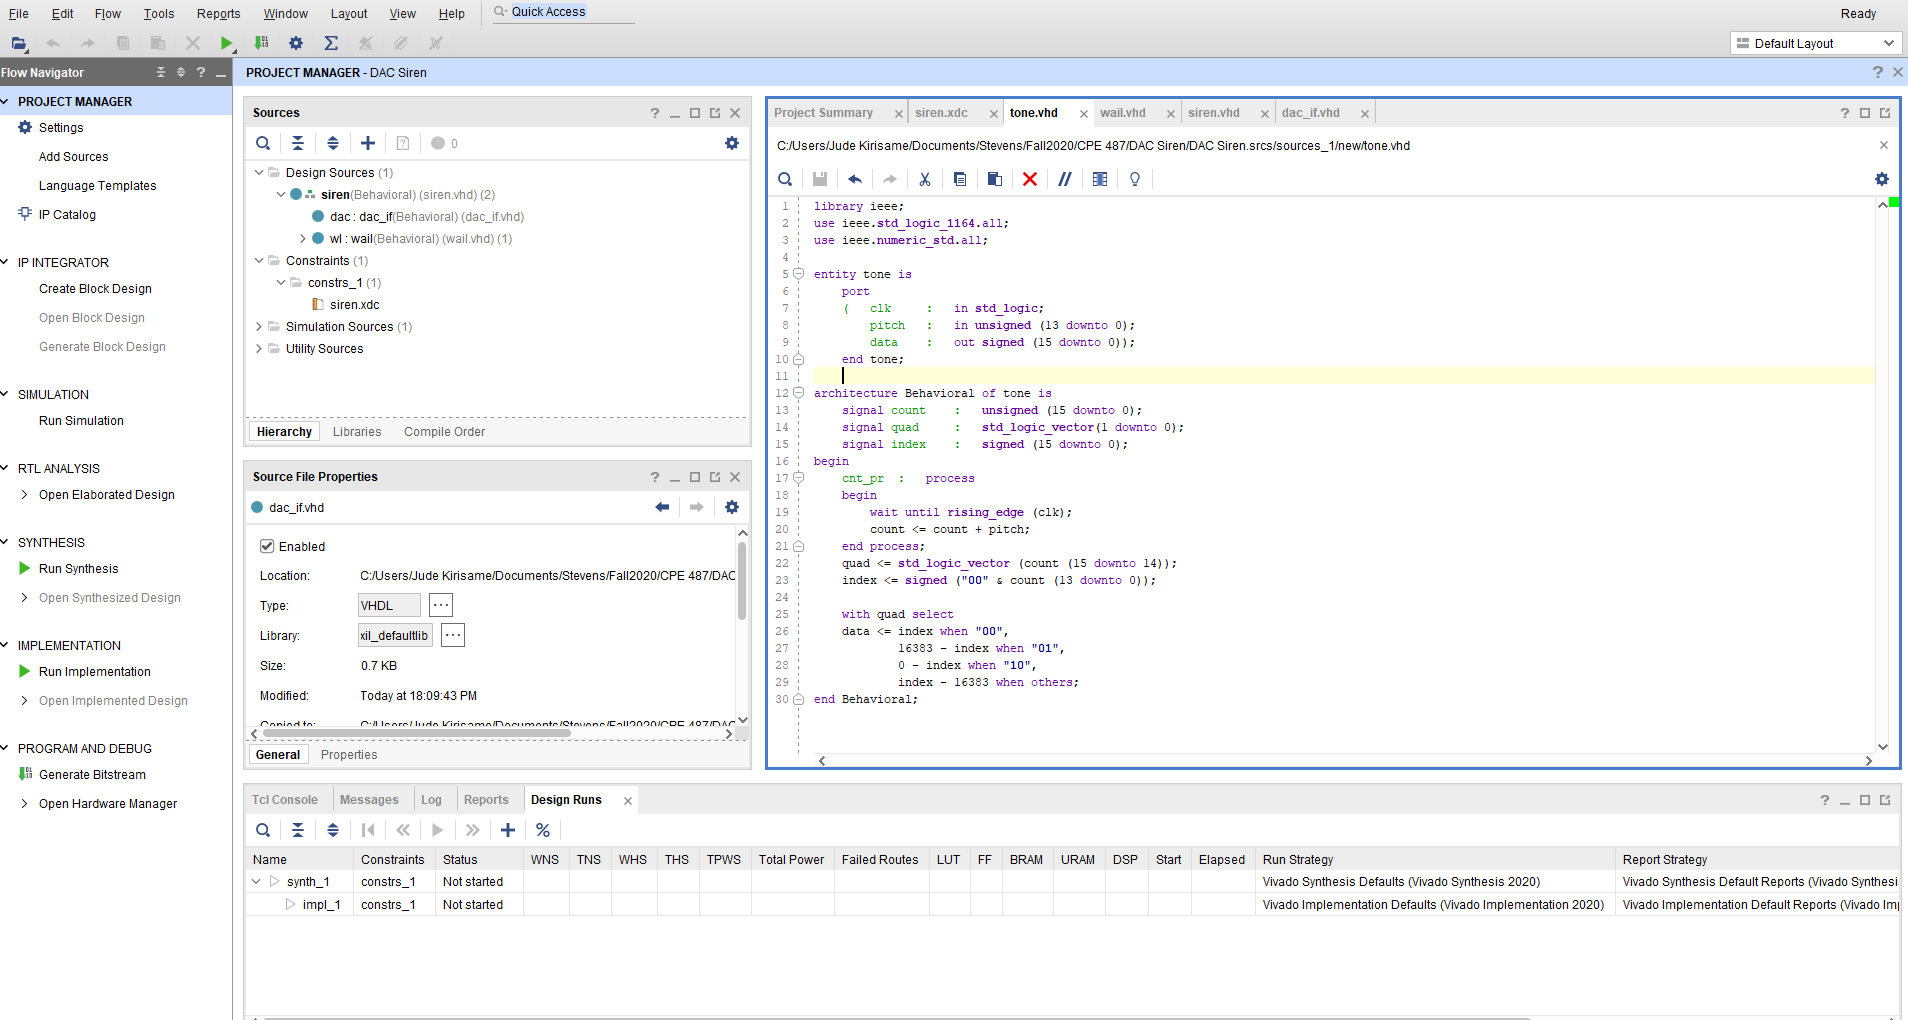 File Edit Flow Tools Reports Window Layout View Help Quick Access Ready
Default Layout
Flow Navigator ? PROJECT MANAGER - DAC Siren ?
PROJECT MANAGER
Settings
Add Sources
Language Templates
IP Catalog
IP INTEGRATOR
Create Block Design
Open Block Design
Generate Block Design
SIMULATION
Run Simulation
RTL ANALYSIS
Open Elaborated Design
SYNTHESIS
Run Synthesis
Open Synthesized Design
IMPLEMENTATION
Run Implementation
Open Implemented Design
PROGRAM AND DEBUG
Generate Bitstream
Open Hardware Manager
Sources ?
0
Design Sources (1)
siren(Behavioral) (siren.vhd) (2)
dac : dac_if(Behavioral) (dac_if.vhd)
wl : wail(Behavioral) (wail.vhd) (1)
Constraints (1)
constrs_1 (1)
siren.xdc
Simulation Sources (1)
Utility Sources
Hierarchy Libraries Compile Order
Source File Properties ?
dac_if.vhd
Enabled
Location: C:/Users/Jude Kirisame/Documents/Stevens/Fall2020/CPE 487/DAC
Type: VHDL ...
Library: xil_defaultlib ...
Size: 0.7 KB
Modified: Today at 18:09:43 PM
Copied to: C:/Users/Jude Kirisame/Documents/Stevens/Fall2020/CPE 487/DAC
General Properties
Project Summary siren.xdc tone.vhd wail.vhd siren.vhd dac_if.vhd ?
C:/Users/Jude Kirisame/Documents/Stevens/Fall2020/CPE 487/DAC Siren/DAC Siren.srcs/sources_1/new/tone.vhd
1 library ieee;
2 use ieee.std_logic_1164.all;
3 use ieee.numeric_std.all;
4
5 entity tone is
6 port
7 ( clk : in std_logic;
8 pitch : in unsigned (13 downto 0);
9 data : out signed (15 downto 0));
10 end tone;
11
12 architecture Behavioral of tone is
13 signal count : unsigned (15 downto 0);
14 signal quad : std_logic_vector(1 downto 0);
15 signal index : signed (15 downto 0);
16 begin
17 cnt_pr : process
18 begin
19 wait until rising_edge (clk);
20 count <= count + pitch;
21 end process;
22 quad <= std_logic_vector (count (15 downto 14));
23 index <= signed ("00" & count (13 downto 0));
24
25 with quad select
26 data <= index when "00",
27 16383 - index when "01",
28 0 - index when "10",
29 index - 16383 when others;
30 end Behavioral;
Tcl Console Messages Log Reports Design Runs ?
Name Constraints Status WNS TNS WHS THS TPWS Total Power Failed Routes LUT FF BRAM URAM DSP Start Elapsed Run Strategy Report Strategy
synth_1 constrs_1 Not started Vivado Synthesis Defaults (Vivado Synthesis 2020) Vivado Synthesis Default Reports (Vivado Synthesi
impl_1 constrs_1 Not started Vivado Implementation Defaults (Vivado Implementation 2020) Vivado Implementation Default Reports (Vivado Im